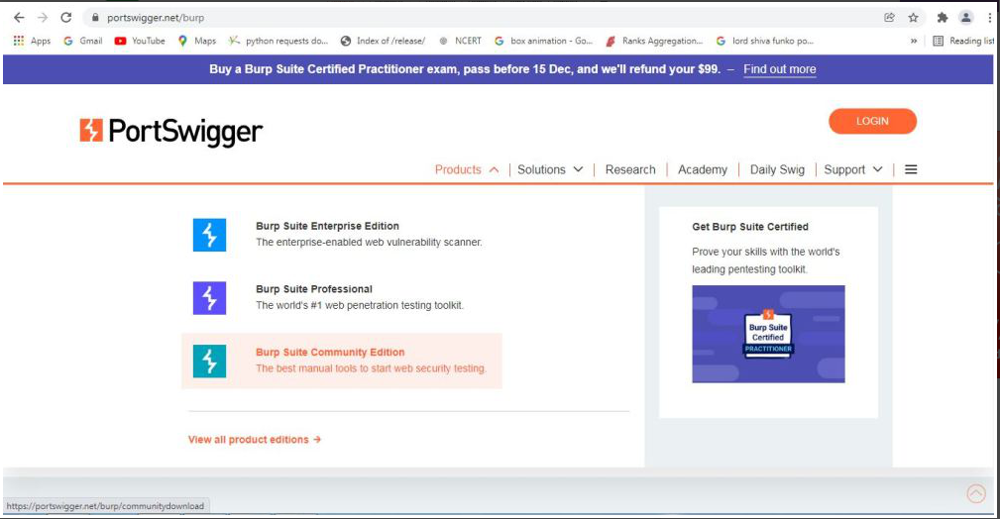 portswigger.net/burp
Apps Gmail YouTube Maps python requests do... Index of /release/ NCERT box animation - Go... Ranks Aggregation... lord shiva funko po... » Reading list
Buy a Burp Suite Certified Practitioner exam, pass before 15 Dec, and we'll refund your $99. – Find out more
PortSwigger
LOGIN
Products Solutions Research Academy Daily Swig Support
Burp Suite Enterprise Edition
The enterprise-enabled web vulnerability scanner.
Burp Suite Professional
The world's #1 web penetration testing toolkit.
Burp Suite Community Edition
The best manual tools to start web security testing.
View all product editions →
Get Burp Suite Certified
Prove your skills with the world's
leading pentesting toolkit.
Burp Suite
Certified
PRACTITIONER
https://portswigger.net/burp/communitydownload